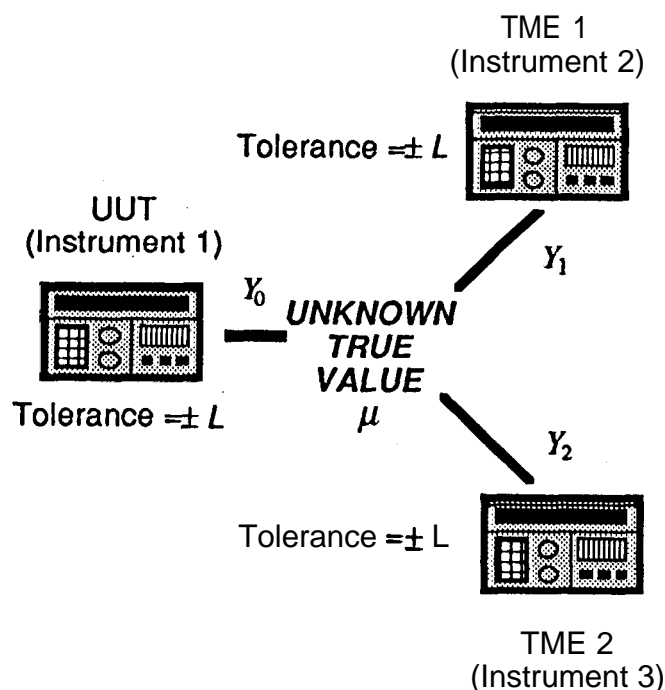 TME 1
(Instrument 2)
Tolerance =± L
UUT
(Instrument 1)
Y₀
Y₁
UNKNOWN
TRUE
VALUE
μ
Tolerance =± L
Y₂
Tolerance =± L
TME 2
(Instrument 3)